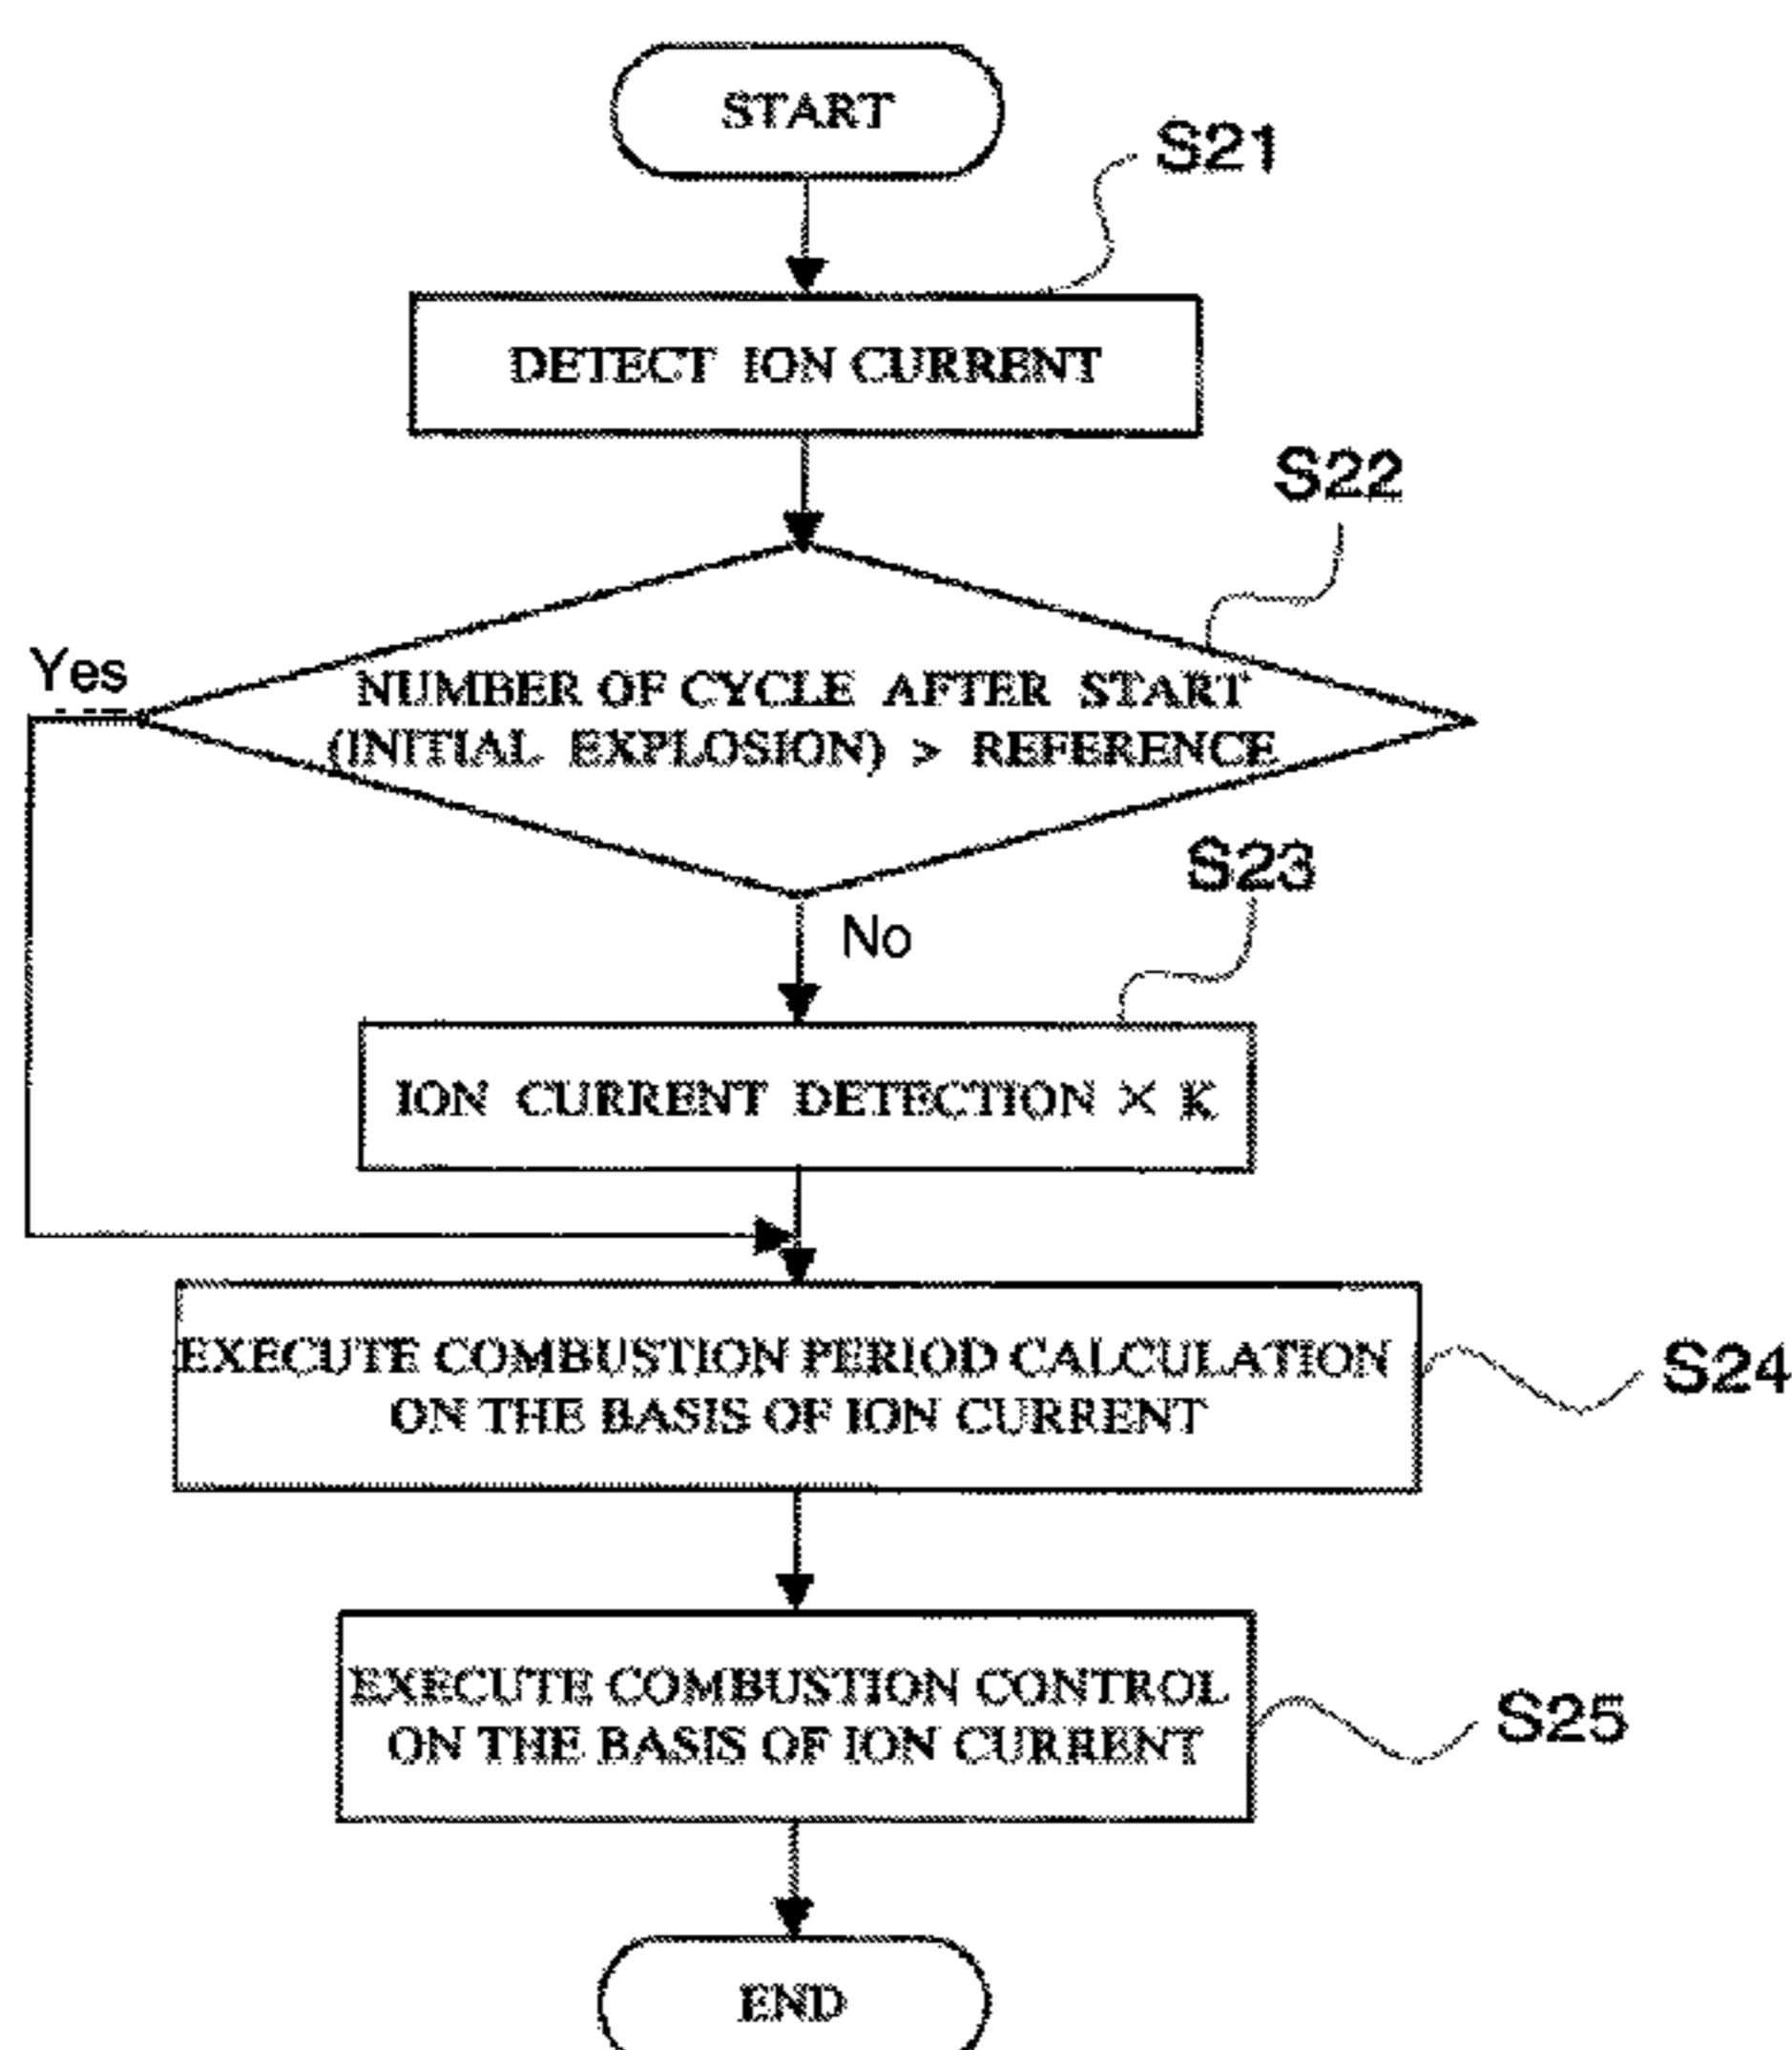 START
S21
DETECT ION CURRENT
S22
Yes
NUMBER OF CYCLE AFTER START
(INITIAL EXPLOSION) > REFERENCE
S23
No
ION CURRENT DETECTION × K
EXECUTE COMBUSTION PERIOD CALCULATION
ON THE BASIS OF ION CURRENT
S24
EXECUTE COMBUSTION CONTROL
ON THE BASIS OF ION CURRENT
S25
END